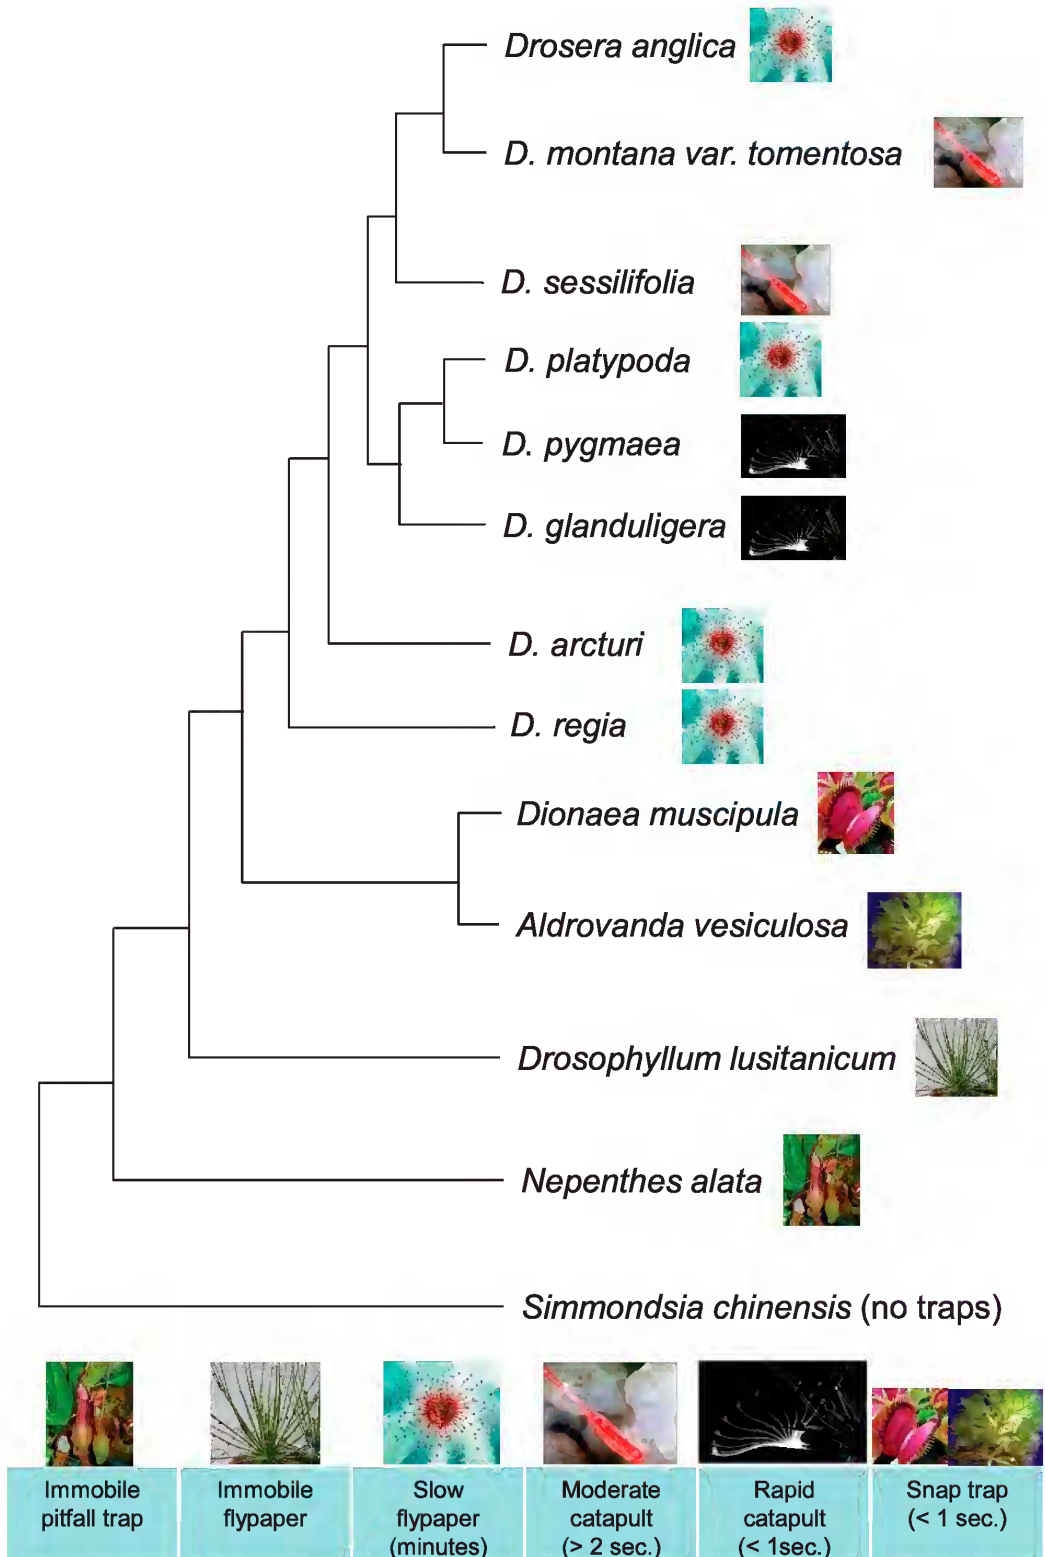 Drosera anglica
D. montana var. tomentosa
D. sessilifolia
D. platypoda
D. pygmaea
D. glanduligera
D. arcturi
D. regia
Dionaea muscipula
Aldrovanda vesiculosa
Drosophyllum lusitanicum
Nepenthes alata
Simmondsia chinensis (no traps)
Immobile
pitfall trap
Immobile
flypaper
Slow
flypaper
(minutes)
Moderate
catapult
(> 2 sec.)
Rapid
catapult
(< 1sec.)
Snap trap
(< 1 sec.)